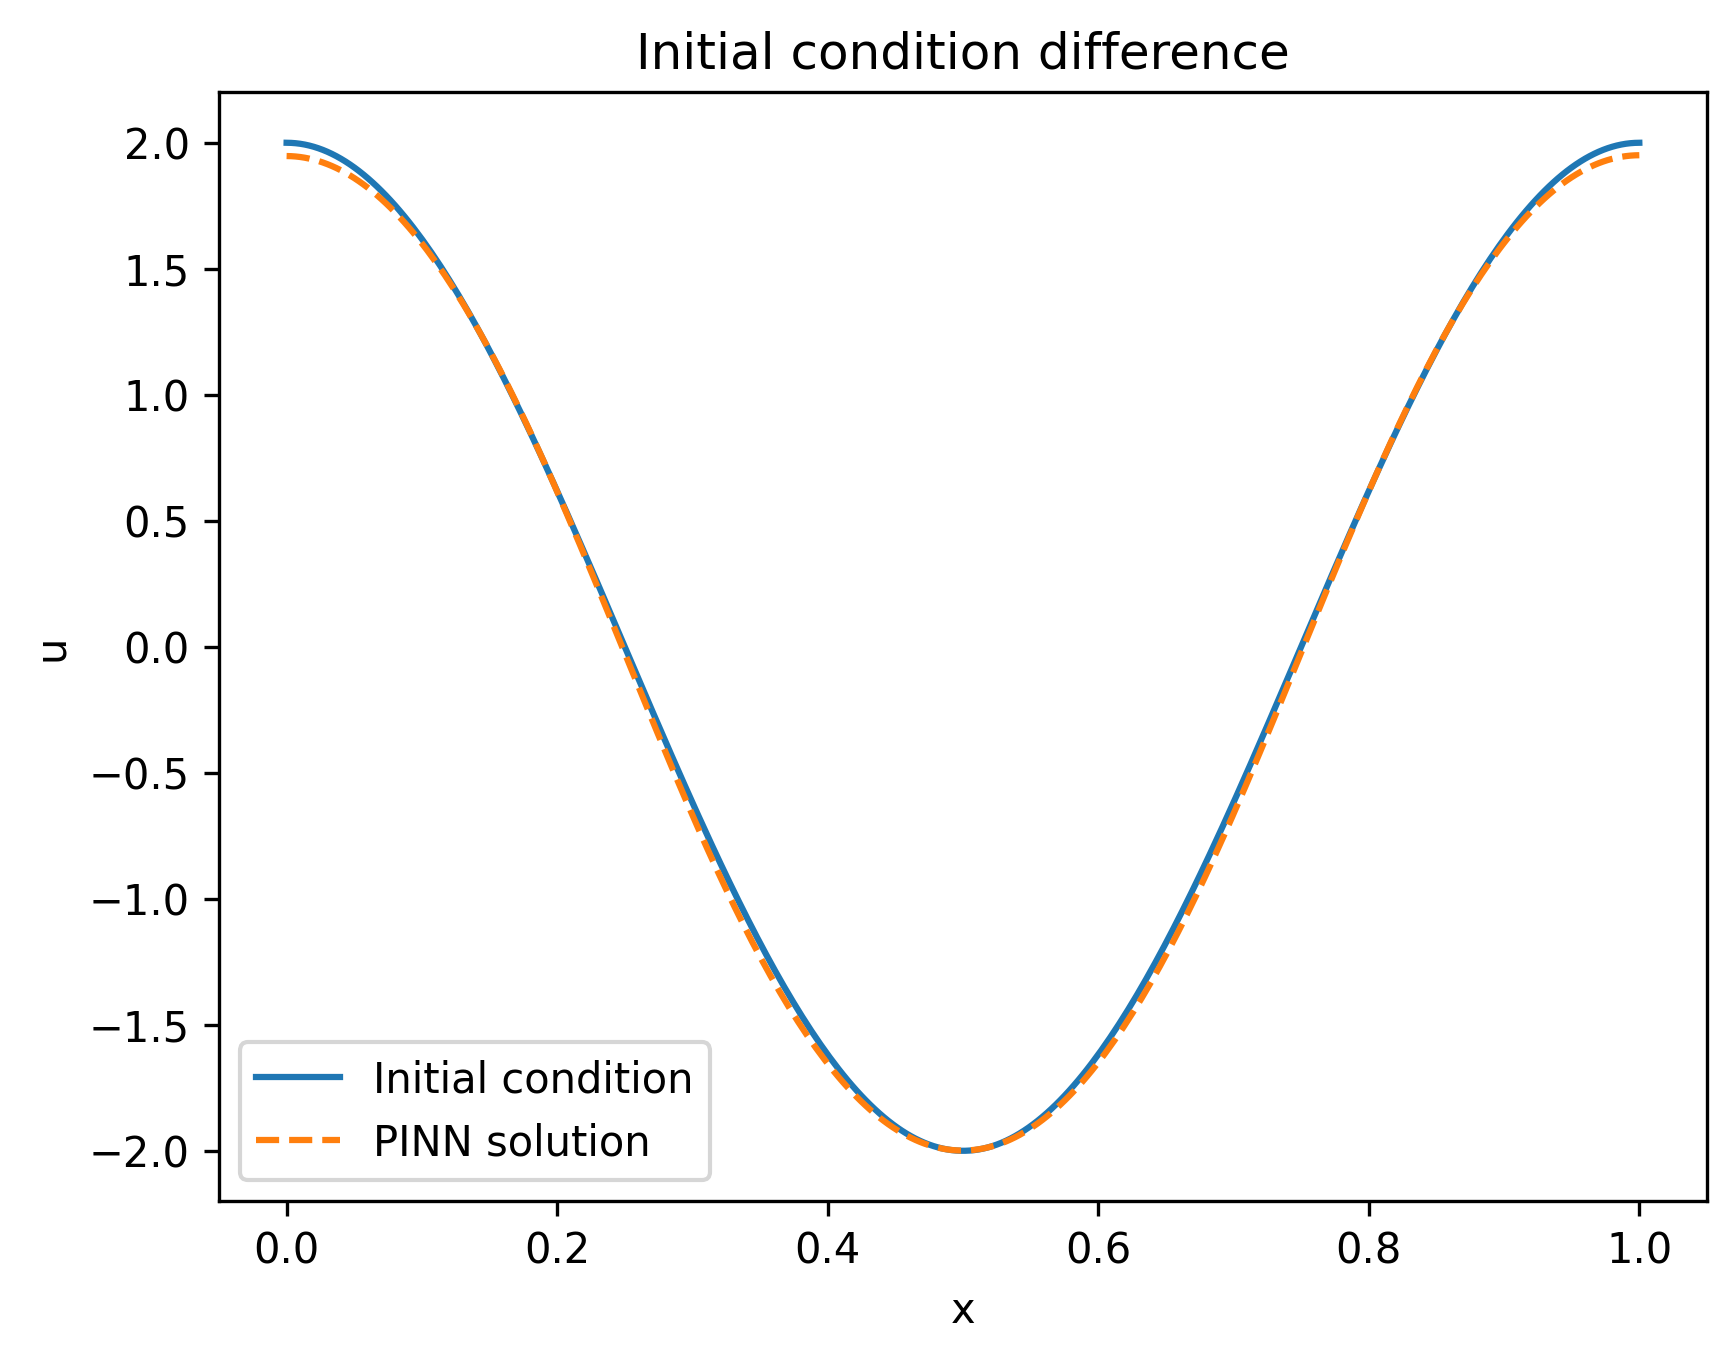 Initial condition difference
2.0
1.5
1.0
0.5
0.0
−0.5
−1.0
−1.5
−2.0
u
Initial condition
PINN solution
0.0 0.2 0.4 0.6 0.8 1.0
x